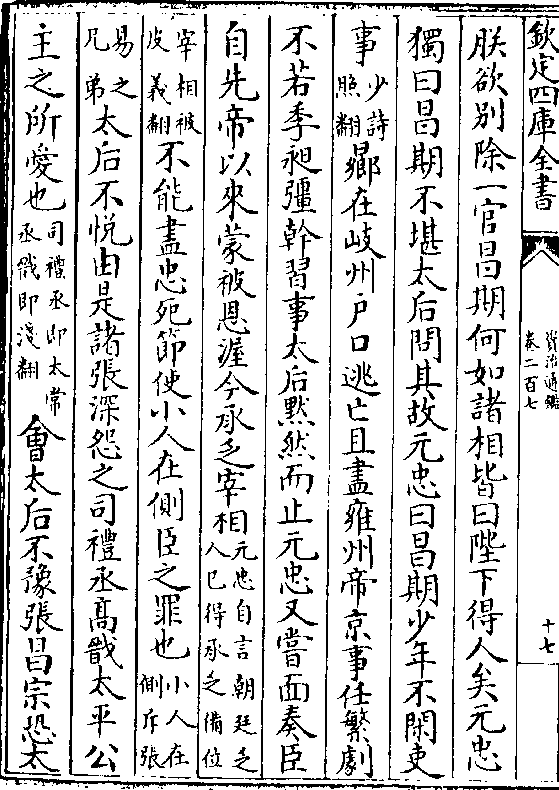 欽定四庫全書
資治通鑑
卷二百七
十七
朕欲別除一官昌期何如諸相皆曰陛下得人矣元忠
獨曰昌期不堪太后問其故元忠曰昌期少年不閑吏
事少詩照翻曏在岐州戶口逃亡且盡雍州帝京事任繁劇
不若季昶彊幹習事太后黙然而止元忠又嘗面奏臣
自先帝以來蒙被恩渥今承乏宰相元忠自言朝廷乏人已得承乏備位
宰相被皮義翻不能盡忠死節使小人在側臣之罪也小人在側斥張
易之兄弟太后不悦由是諸張深怨之司禮丞高戩太平公
主之所愛也司禮丞即太常丞戩即淺翻會太后不豫張昌宗恐太